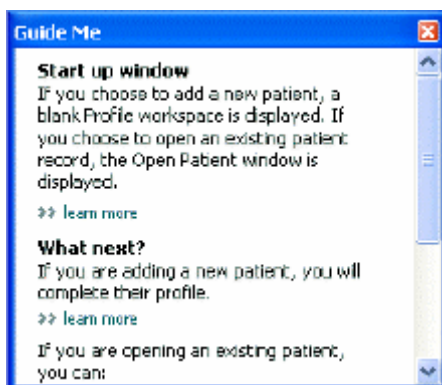 Guide Me
Start up window
If you choose to add a new patient, a
blank Profile workspace is displayed. If
you choose to open an existing patient
record, the Open Patient window is
displayed.
>> learn more
What next?
If you are adding a new patient, you will
complete their profile.
>> learn more
If you are opening an existing patient,
you can: